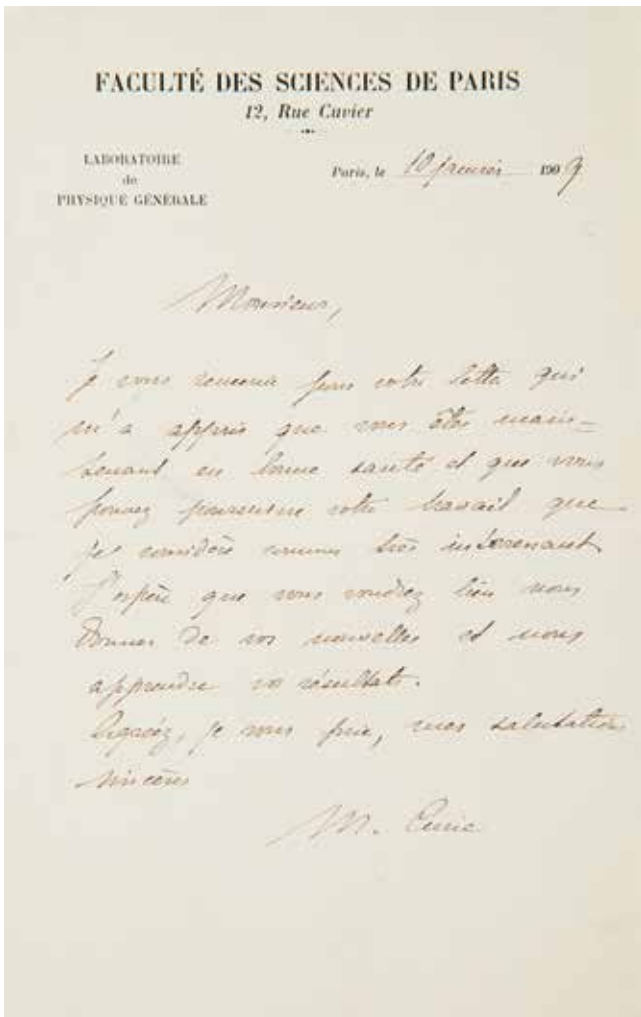 FACULTÉ DES SCIENCES DE PARIS
12, Rue Cuvier
LABORATOIRE
de
PHYSIQUE GÉNÉRALE
Paris, le 10 janvier 1909
Monsieur,
Je vous remercie pour votre lettre qui
m'a appris que vous êtes main=
tenant en bonne santé et que vous
pouvez poursuivre votre travail que
je considère comme très intéressant
J'espère que vous voudrez bien nous
donner de vos nouvelles et nous
apprendre vos résultats.
Agréez, je vous prie, mes salutations
sincères
M. Curie